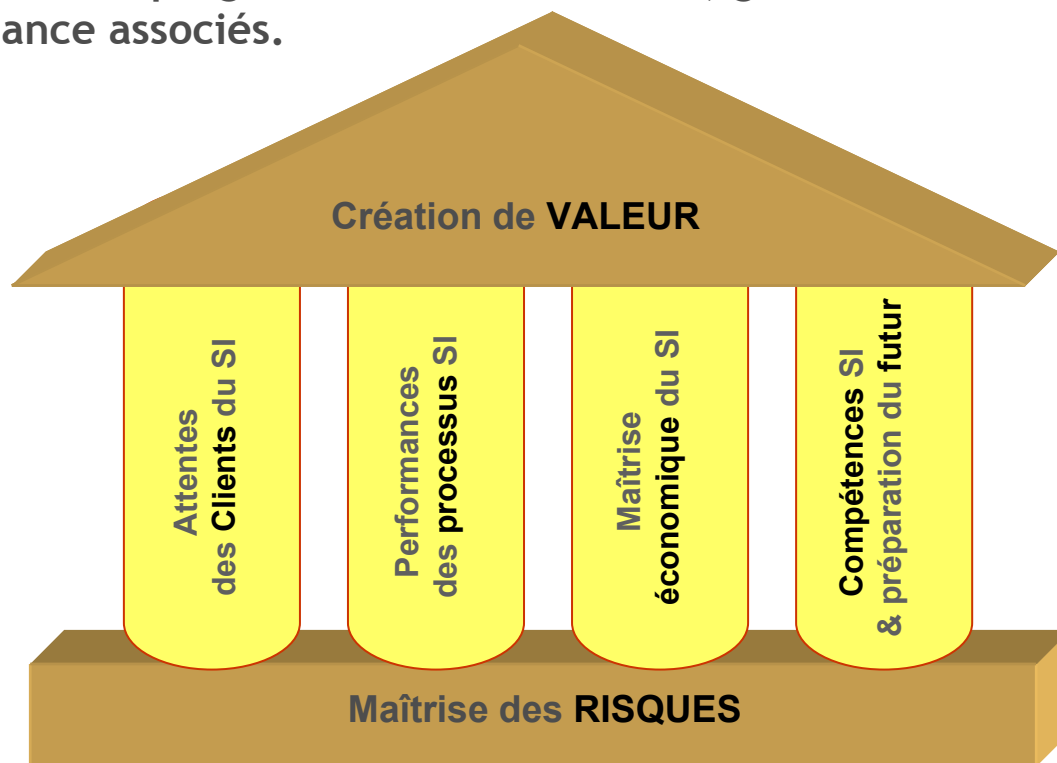 ance associés.
Création de VALEUR
Attentes
des Clients du SI
Performances
des processus SI
Maîtrise
économique du SI
Compétences SI
& préparation du futur
Maîtrise des RISQUES